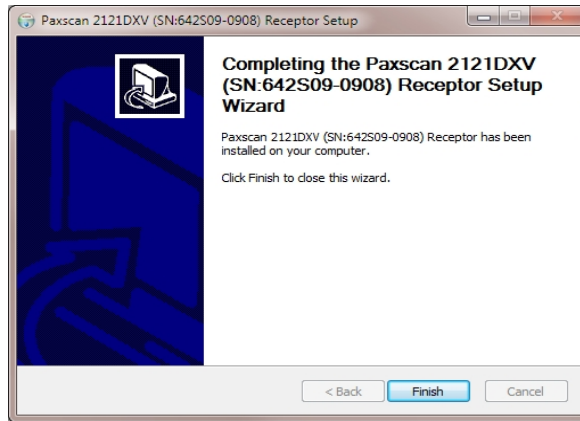 Paxscan 2121DXV (SN:642S09-0908) Receptor Setup
Completing the Paxscan 2121DXV
(SN:642S09-0908) Receptor Setup
Wizard
Paxscan 2121DXV (SN:642S09-0908) Receptor has been
installed on your computer.
Click Finish to close this wizard.
< Back
Finish
Cancel